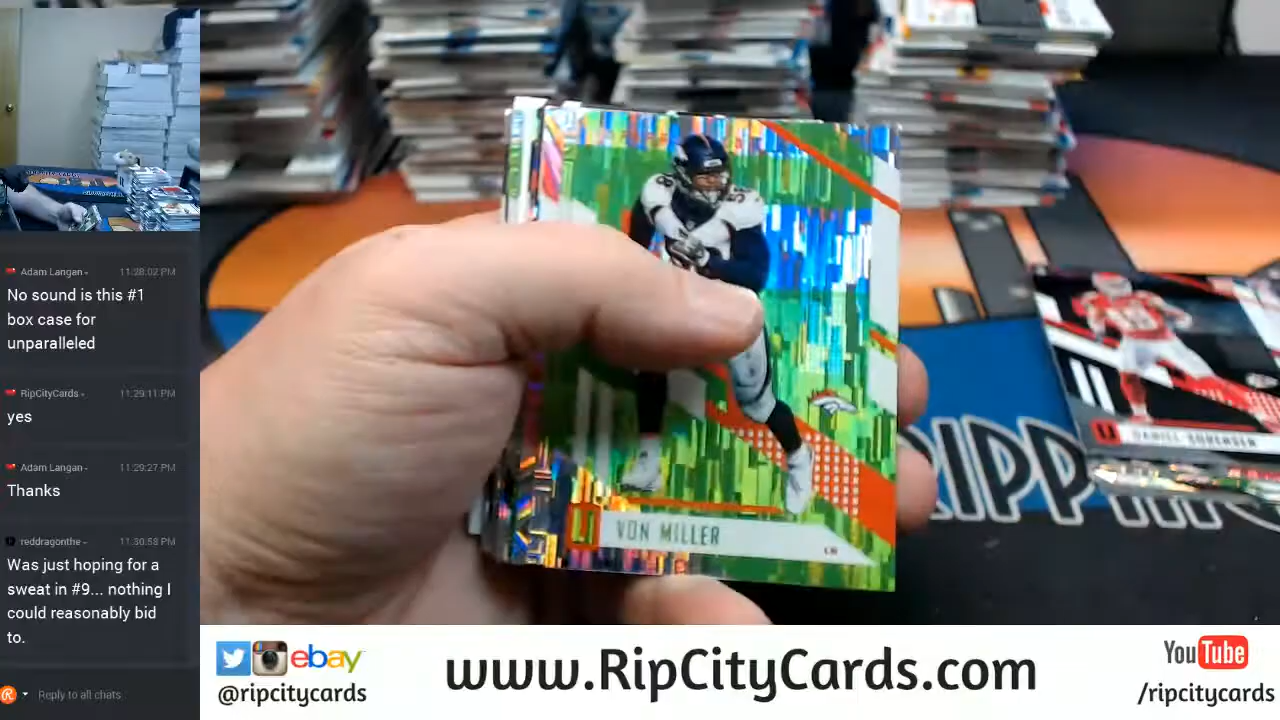 Adam Langan - 11:28:02 PM
No sound is this #1
box case for
unparalleled
RipCityCards - 11:29:11 PM
yes
Adam Langan - 11:29:27 PM
Thanks
reddragonthe - 11:30:53 PM
Was just hoping for a
sweat in #9... nothing I
could reasonably bid
to.
Reply to all chats
58
VON MILLER
LB
DANIEL SORENSEN
RIPP
ebay
@ripcitycards
www.RipCityCards.com
YouTube
/ripcitycards